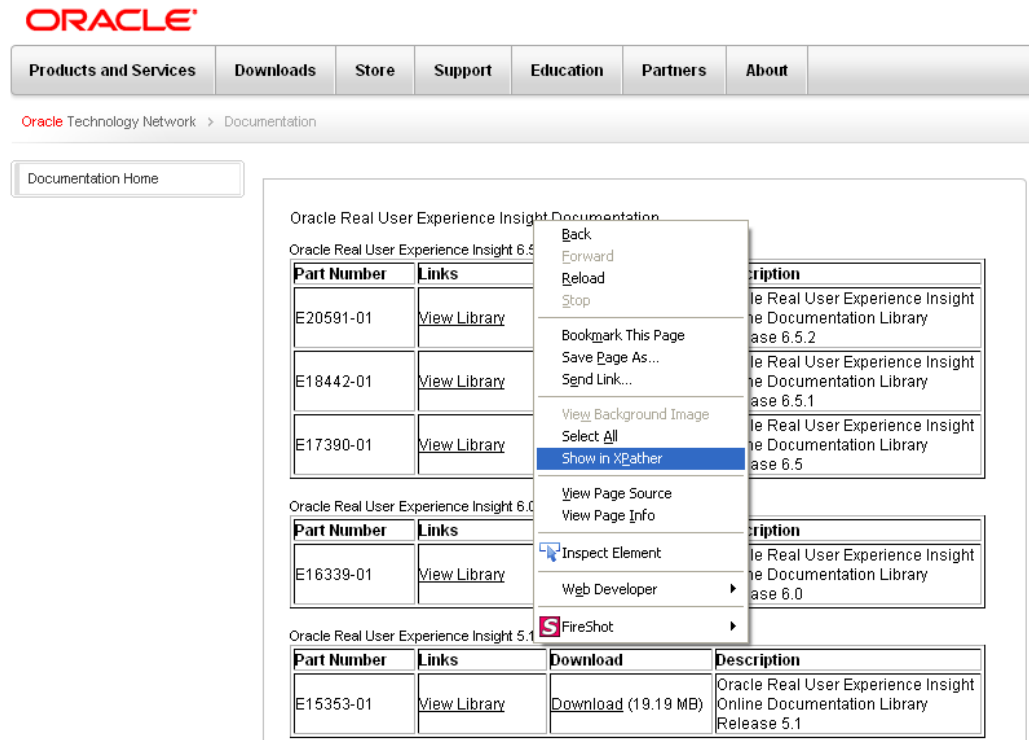 ORACLE
Products and Services Downloads Store Support Education Partners About
Oracle Technology Network > Documentation
Documentation Home
Oracle Real User Experience Insight Documentation
Oracle Real User Experience Insight 6.5
Part Number Links cription
E20591-01 View Library le Real User Experience Insight
ne Documentation Library
ase 6.5.2
E18442-01 View Library le Real User Experience Insight
ne Documentation Library
ase 6.5.1
E17390-01 View Library le Real User Experience Insight
ne Documentation Library
ase 6.5
Oracle Real User Experience Insight 6.0
Part Number Links cription
E16339-01 View Library le Real User Experience Insight
ne Documentation Library
ase 6.0
Oracle Real User Experience Insight 5.1
Part Number Links Download Description
E15353-01 View Library Download (19.19 MB) Oracle Real User Experience Insight
Online Documentation Library
Release 5.1
Back
Forward
Reload
Stop
Bookmark This Page
Save Page As...
Send Link...
View Background Image
Select All
Show in XPather
View Page Source
View Page Info
Inspect Element
Web Developer
S FireShot